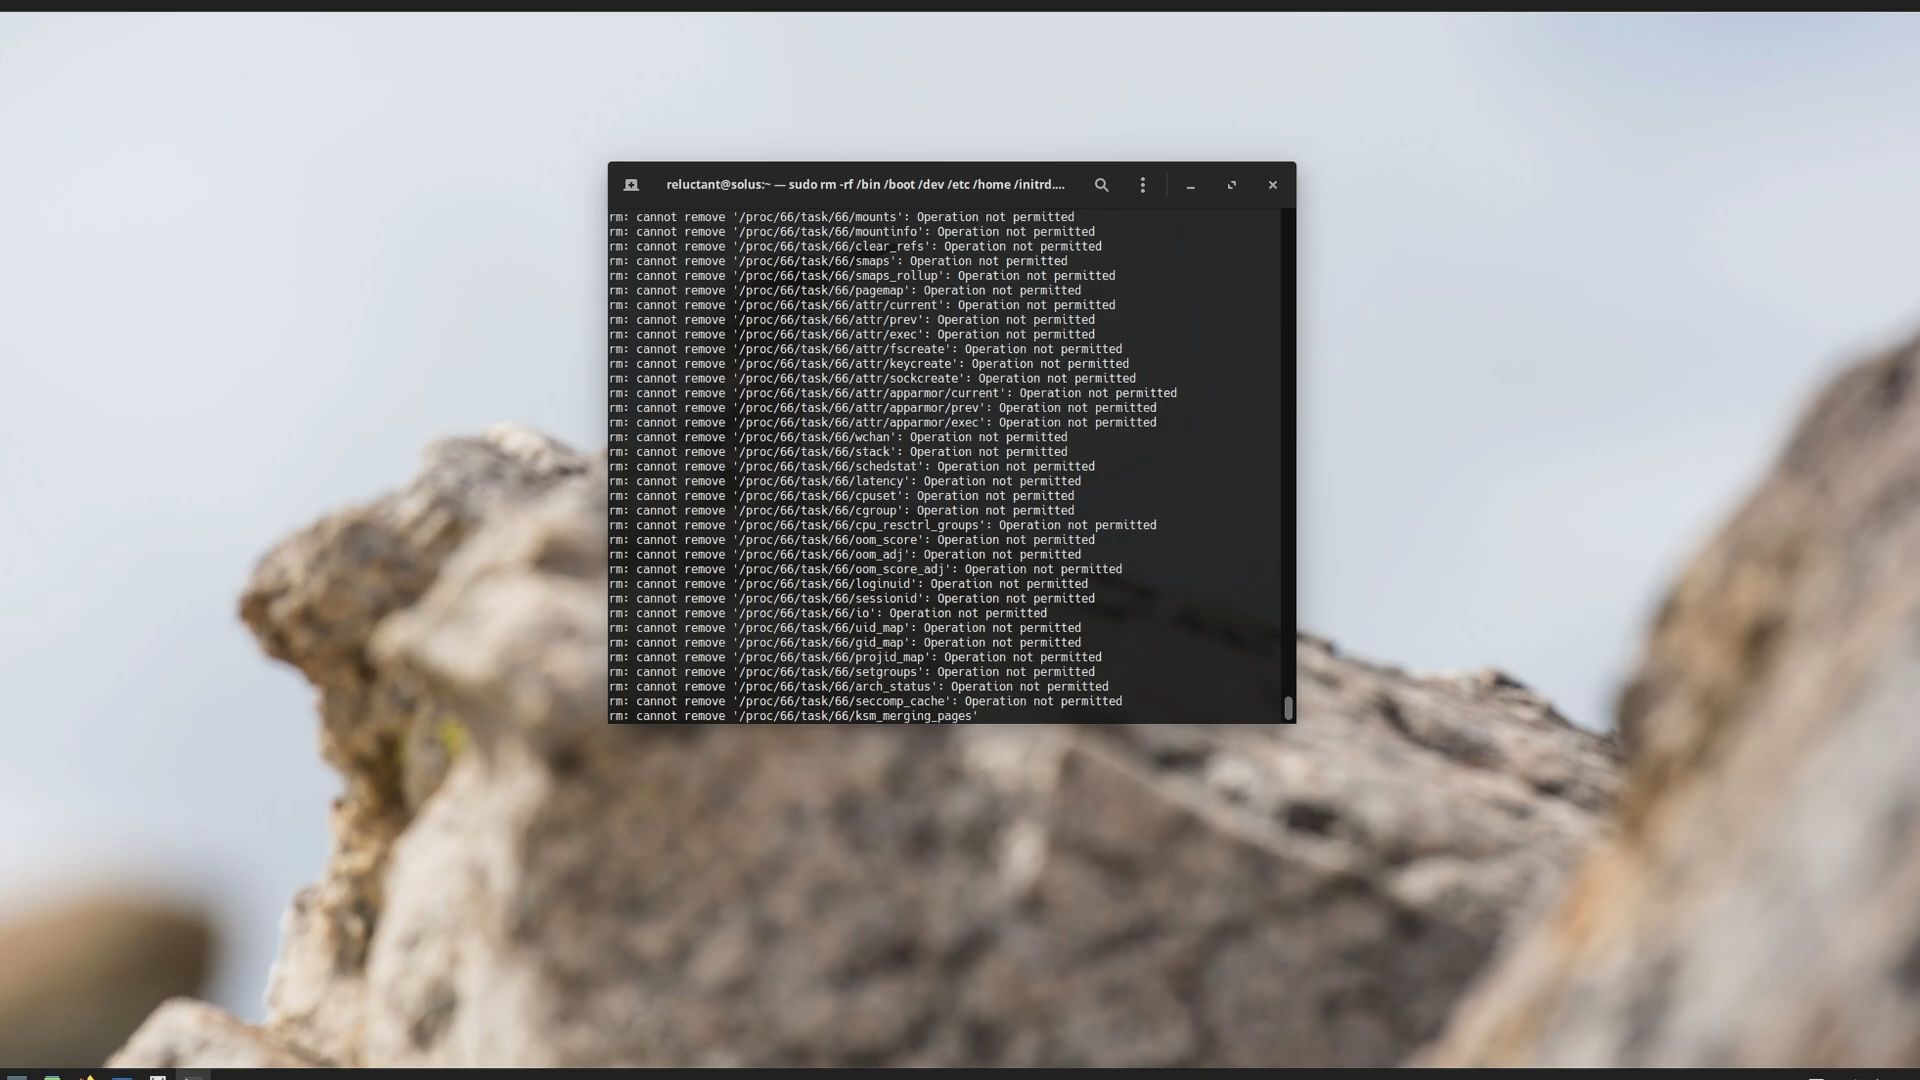 reluctant@solus:~ — sudo rm -rf /bin /boot /dev /etc /home /initrd....
rm: cannot remove '/proc/66/task/66/mounts': Operation not permitted
rm: cannot remove '/proc/66/task/66/mountinfo': Operation not permitted
rm: cannot remove '/proc/66/task/66/clear_refs': Operation not permitted
rm: cannot remove '/proc/66/task/66/smaps': Operation not permitted
rm: cannot remove '/proc/66/task/66/smaps_rollup': Operation not permitted
rm: cannot remove '/proc/66/task/66/pagemap': Operation not permitted
rm: cannot remove '/proc/66/task/66/attr/current': Operation not permitted
rm: cannot remove '/proc/66/task/66/attr/prev': Operation not permitted
rm: cannot remove '/proc/66/task/66/attr/exec': Operation not permitted
rm: cannot remove '/proc/66/task/66/attr/fscreate': Operation not permitted
rm: cannot remove '/proc/66/task/66/attr/keycreate': Operation not permitted
rm: cannot remove '/proc/66/task/66/attr/sockcreate': Operation not permitted
rm: cannot remove '/proc/66/task/66/attr/apparmor/current': Operation not permitted
rm: cannot remove '/proc/66/task/66/attr/apparmor/prev': Operation not permitted
rm: cannot remove '/proc/66/task/66/attr/apparmor/exec': Operation not permitted
rm: cannot remove '/proc/66/task/66/wchan': Operation not permitted
rm: cannot remove '/proc/66/task/66/stack': Operation not permitted
rm: cannot remove '/proc/66/task/66/schedstat': Operation not permitted
rm: cannot remove '/proc/66/task/66/latency': Operation not permitted
rm: cannot remove '/proc/66/task/66/cpuset': Operation not permitted
rm: cannot remove '/proc/66/task/66/cgroup': Operation not permitted
rm: cannot remove '/proc/66/task/66/cpu_resctrl_groups': Operation not permitted
rm: cannot remove '/proc/66/task/66/oom_score': Operation not permitted
rm: cannot remove '/proc/66/task/66/oom_adj': Operation not permitted
rm: cannot remove '/proc/66/task/66/oom_score_adj': Operation not permitted
rm: cannot remove '/proc/66/task/66/loginuid': Operation not permitted
rm: cannot remove '/proc/66/task/66/sessionid': Operation not permitted
rm: cannot remove '/proc/66/task/66/io': Operation not permitted
rm: cannot remove '/proc/66/task/66/uid_map': Operation not permitted
rm: cannot remove '/proc/66/task/66/gid_map': Operation not permitted
rm: cannot remove '/proc/66/task/66/projid_map': Operation not permitted
rm: cannot remove '/proc/66/task/66/setgroups': Operation not permitted
rm: cannot remove '/proc/66/task/66/arch_status': Operation not permitted
rm: cannot remove '/proc/66/task/66/seccomp_cache': Operation not permitted
rm: cannot remove '/proc/66/task/66/ksm_merging_pages'